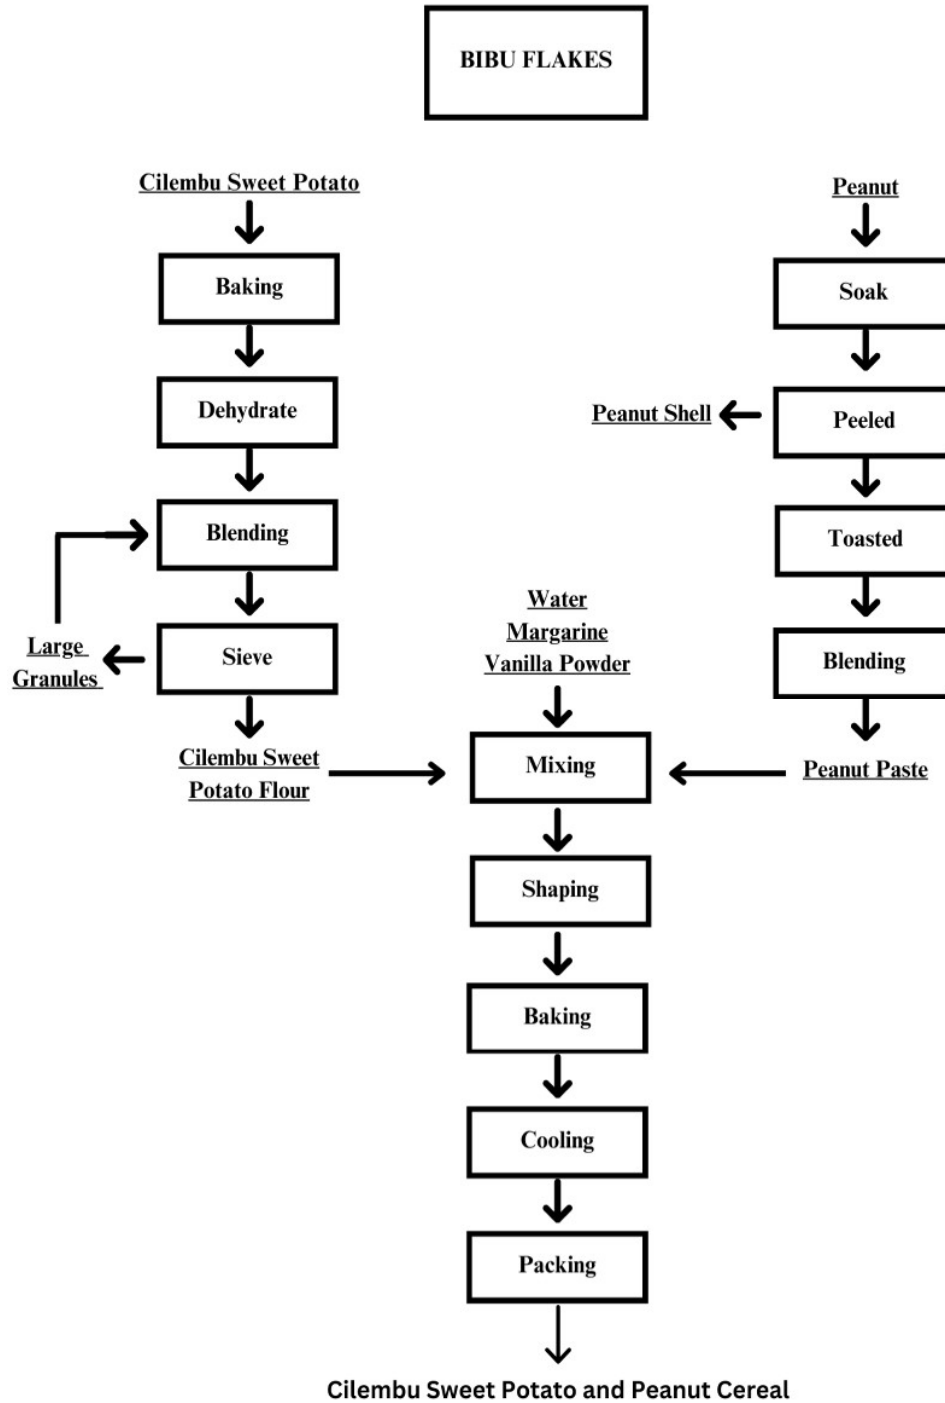 BIBU FLAKES
Cilembu Sweet Potato
Baking
Dehydrate
Blending
Sieve
Large
Granules
Cilembu Sweet
Potato Flour
Peanut
Soak
Peeled
Peanut Shell
Toasted
Blending
Peanut Paste
Water
Margarine
Vanilla Powder
Mixing
Shaping
Baking
Cooling
Packing
Cilembu Sweet Potato and Peanut Cereal